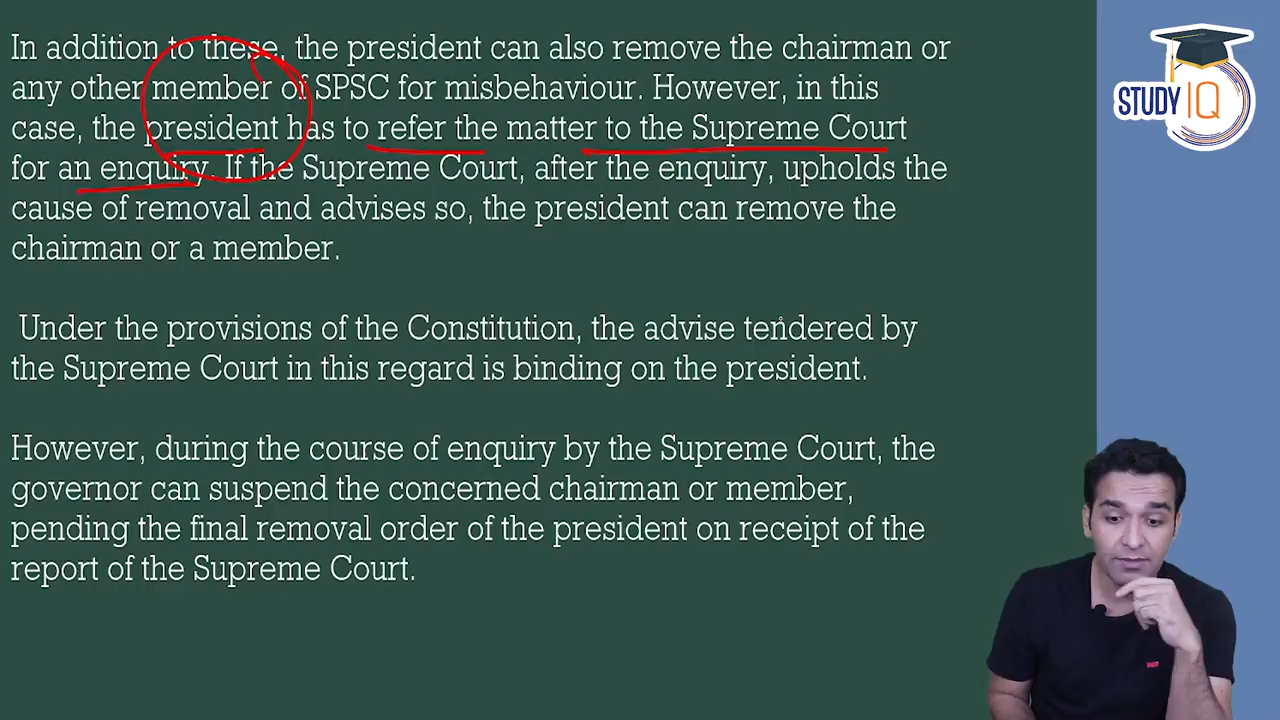 In addition to these, the president can also remove the chairman or
any other member of SPSC for misbehaviour. However, in this
case, the president has to refer the matter to the Supreme Court
for an enquiry. If the Supreme Court, after the enquiry, upholds the
cause of removal and advises so, the president can remove the
chairman or a member.
Under the provisions of the Constitution, the advise tendered by
the Supreme Court in this regard is binding on the president.
However, during the course of enquiry by the Supreme Court, the
governor can suspend the concerned chairman or member,
pending the final removal order of the president on receipt of the
report of the Supreme Court.
STUDY IQ